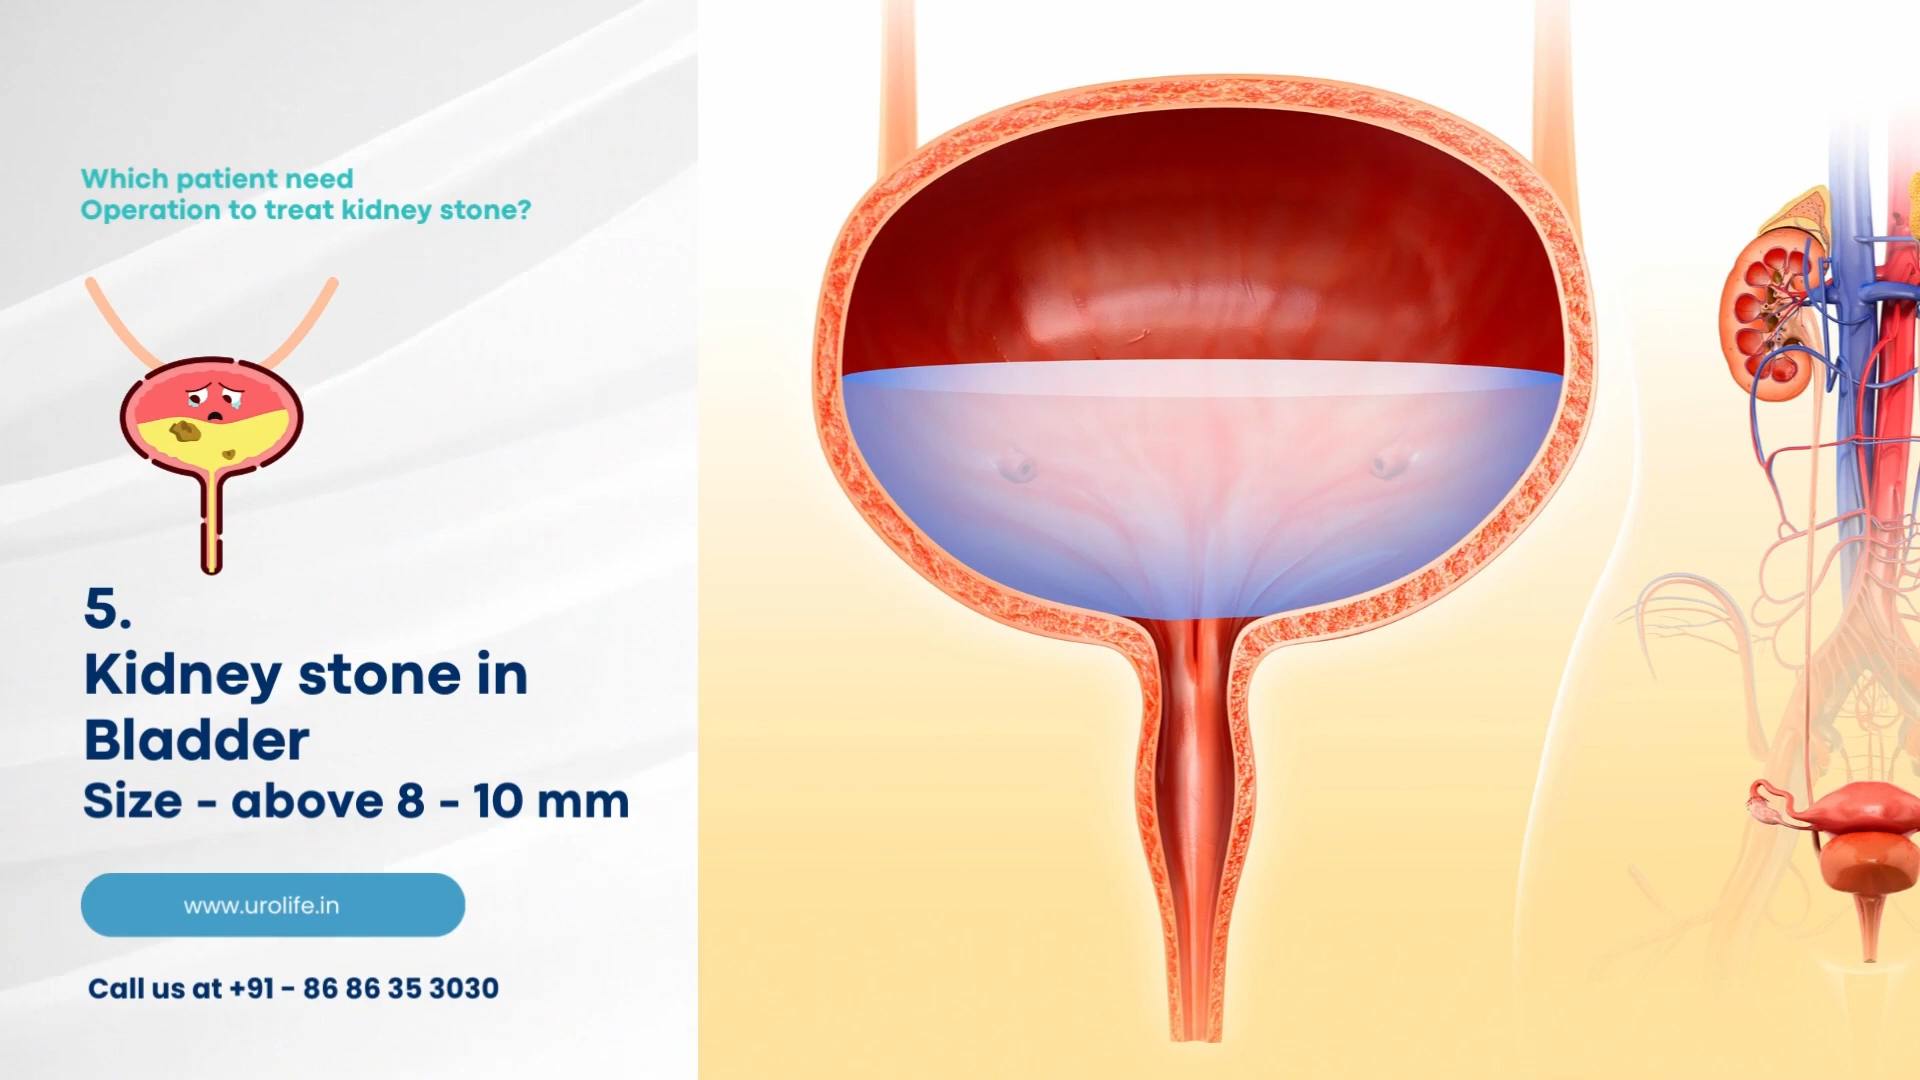 Which patient need
Operation to treat kidney stone?
5.
Kidney stone in
Bladder
Size - above 8 - 10 mm
www.urolife.in
Call us at +91 - 86 86 35 3030